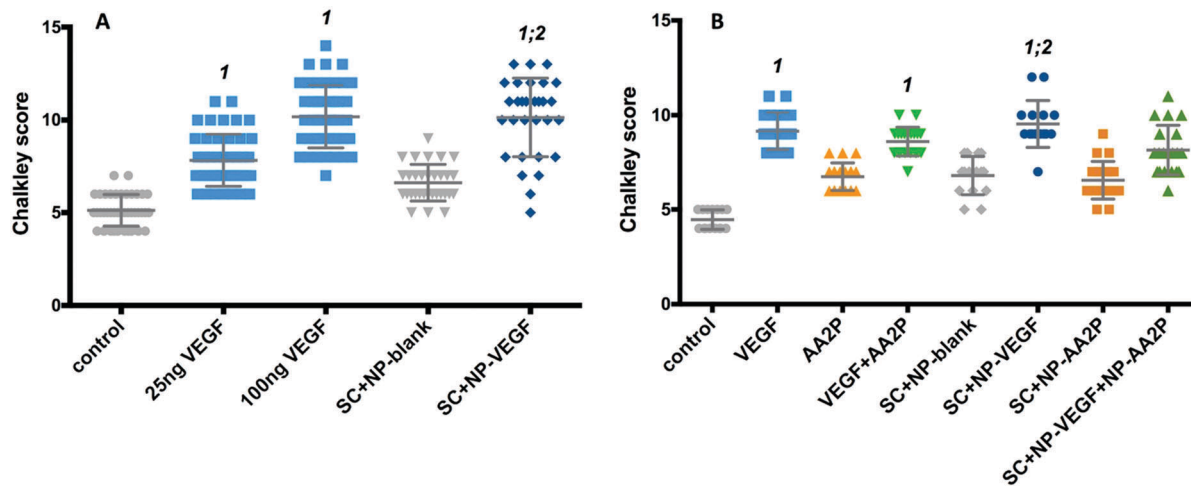 A
Chalkley score
15
10
5
0
1
1
1;2
control
25ng VEGF
100ng VEGF
SC+NP-blank
SC+NP-VEGF
B
Chalkley score
15
10
5
0
1
1
1;2
control
VEGF
AA2P
VEGF+AA2P
SC+NP-blank
SC+NP-VEGF
SC+NP-AA2P
SC+NP-VEGF+NP-AA2P